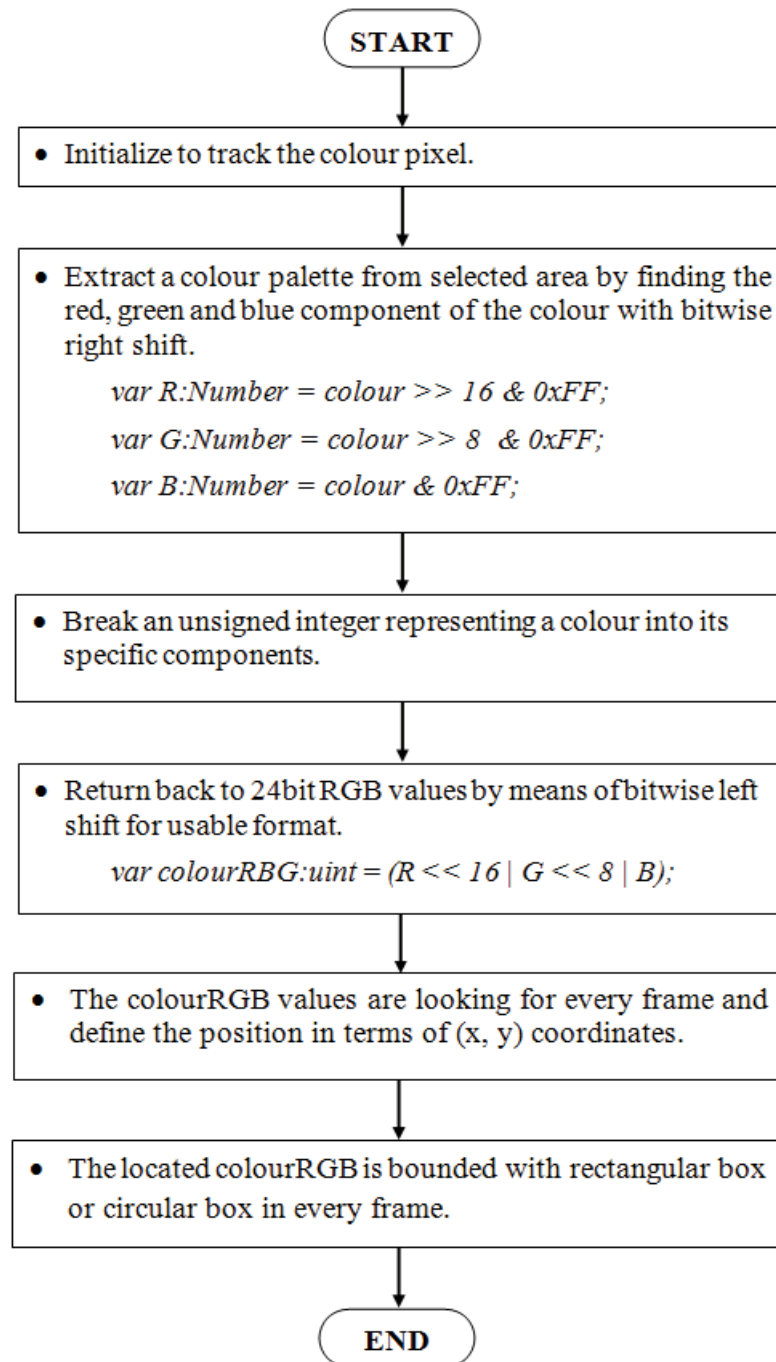 START
• Initialize to track the colour pixel.
• Extract a colour palette from selected area by finding the
red, green and blue component of the colour with bitwise
right shift.
var R:Number = colour >> 16 & 0xFF;
var G:Number = colour >> 8 & 0xFF;
var B:Number = colour & 0xFF;
• Break an unsigned integer representing a colour into its
specific components.
• Return back to 24bit RGB values by means of bitwise left
shift for usable format.
var colourRBG:uint = (R << 16 | G << 8 | B);
• The colourRGB values are looking for every frame and
define the position in terms of (x, y) coordinates.
• The located colourRGB is bounded with rectangular box
or circular box in every frame.
END